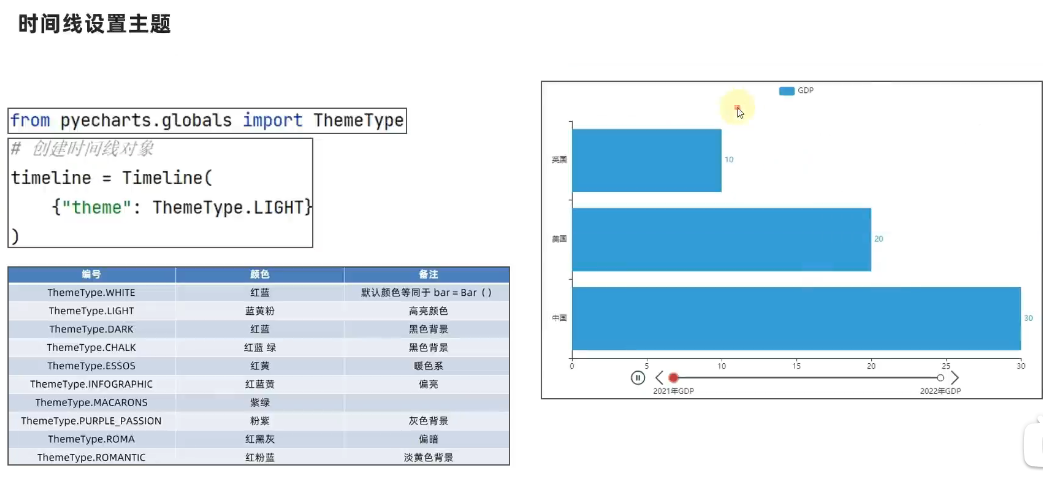 时间线设置主题
from pyecharts.globals import ThemeType
# 创建时间线对象
timeline = Timeline(
{"theme": ThemeType.LIGHT}
)
编号 颜色 备注
ThemeType.WHITE 红蓝 默认颜色等同于 bar = Bar（）
ThemeType.LIGHT 蓝黄粉 高亮颜色
ThemeType.DARK 红蓝 黑色背景
ThemeType.CHALK 红蓝 绿 黑色背景
ThemeType.ESSOS 红黄 暖色系
ThemeType.INFOGRAPHIC 红蓝黄 偏亮
ThemeType.MACARONS 紫绿
ThemeType.PURPLE_PASSION 粉紫 灰色背景
ThemeType.ROMA 红黑灰 偏暗
ThemeType.ROMANTIC 红粉蓝 淡黄色背景
GDP
英国
10
美国
20
中国
30
0 5 10 15 20 25 30
2021年GDP 2022年GDP